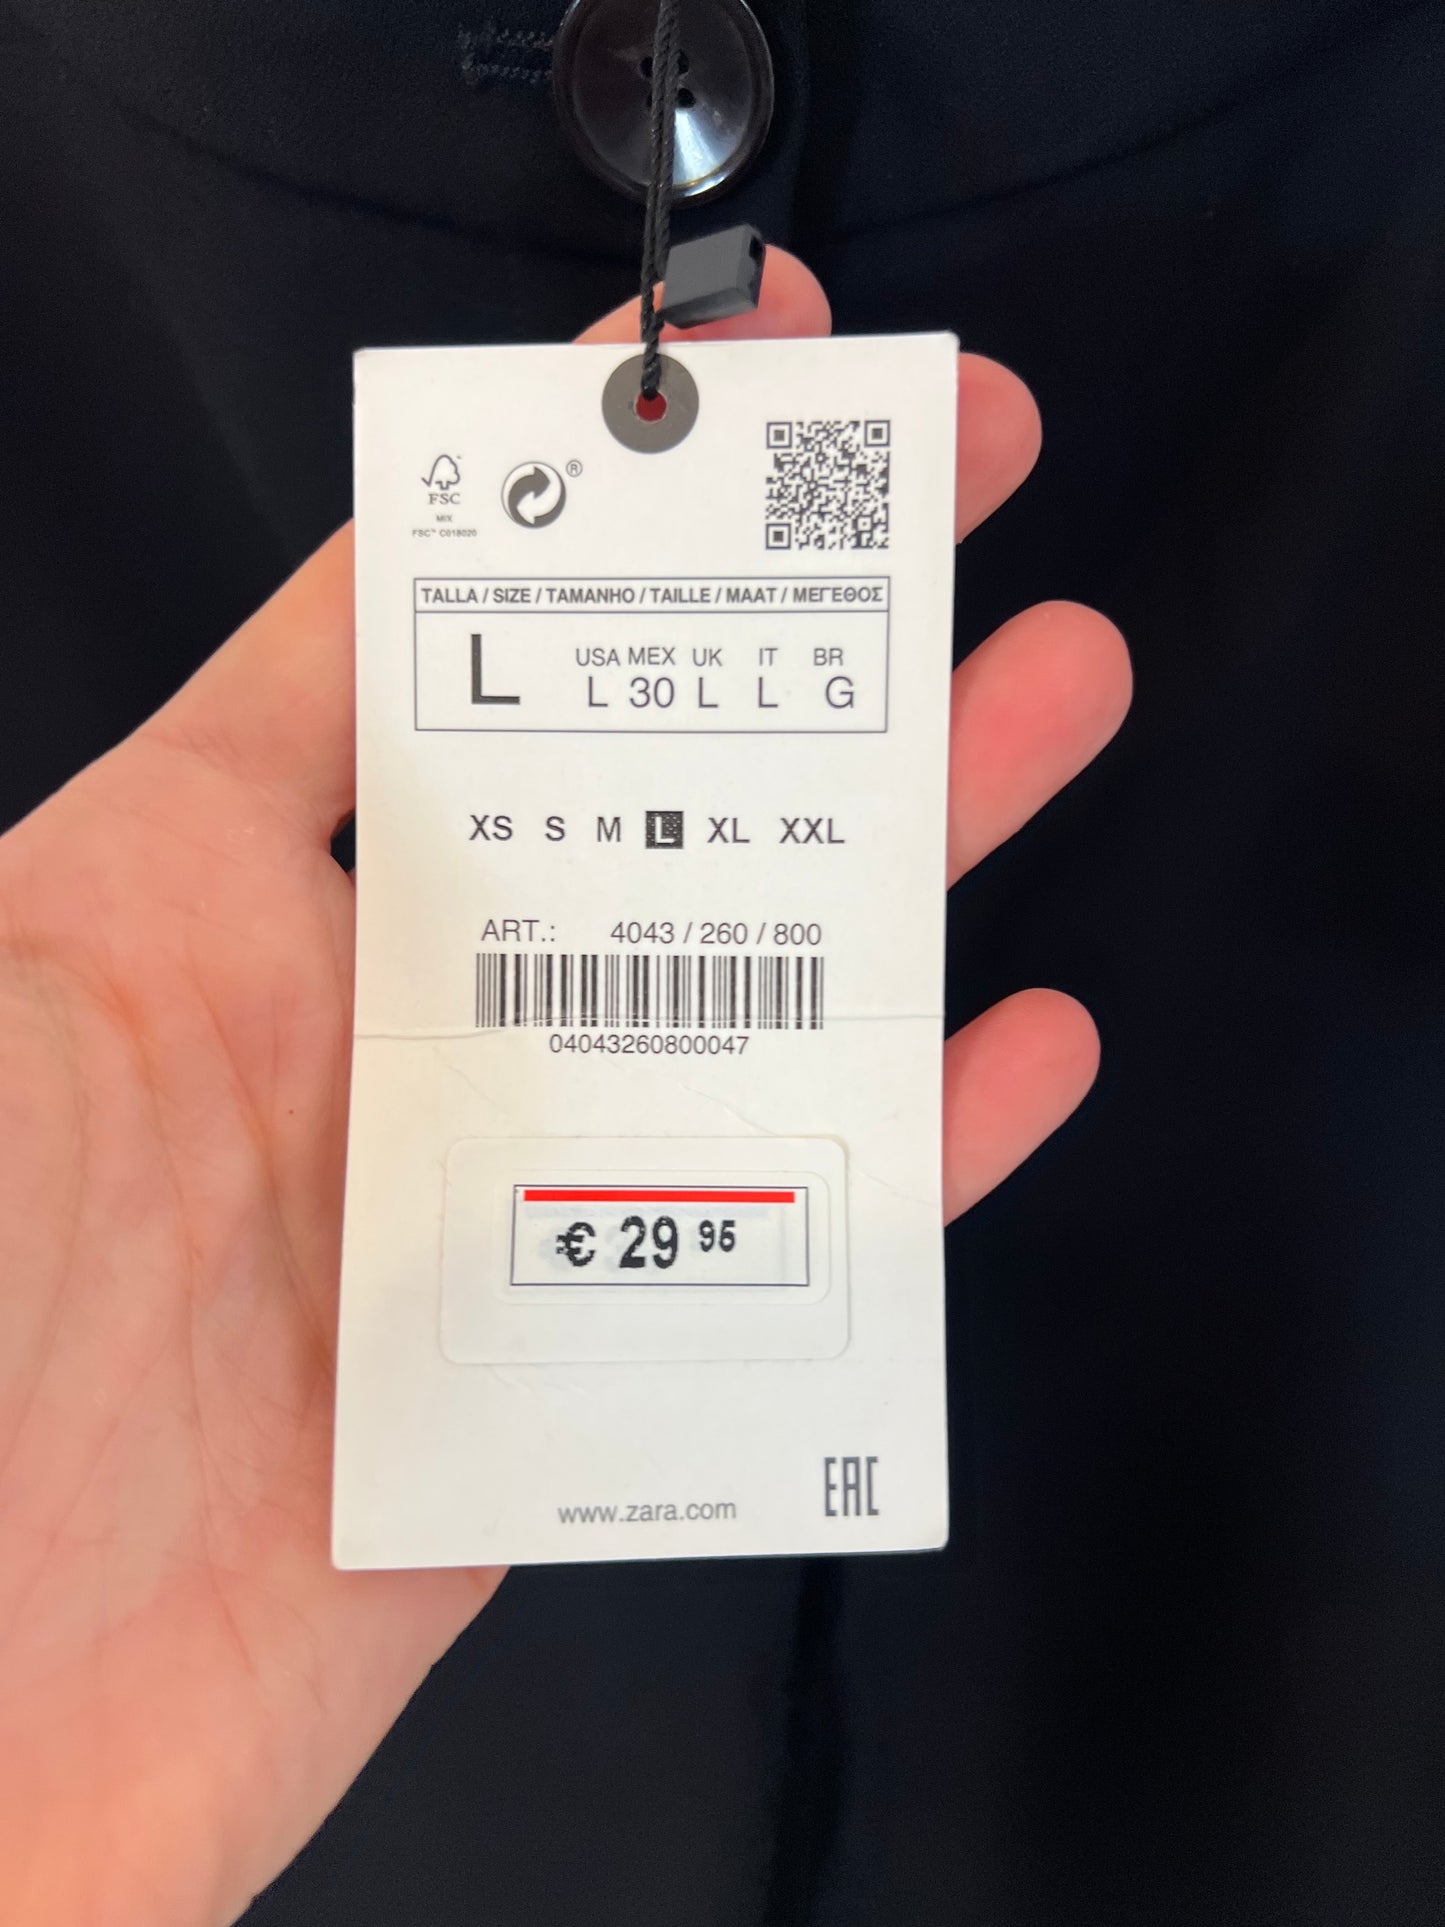 FSC
MIX
FSC™ C018020
®
TALLA / SIZE / TAMANHO / TAILLE / MAAT / ΜΕΓΕΘΟΣ
L
USA MEX UK IT BR
L 30 L L G
XS S M L XL XXL
ART.: 4043 / 260 / 800
04043260800047
€ 29 95
www.zara.com
EAC